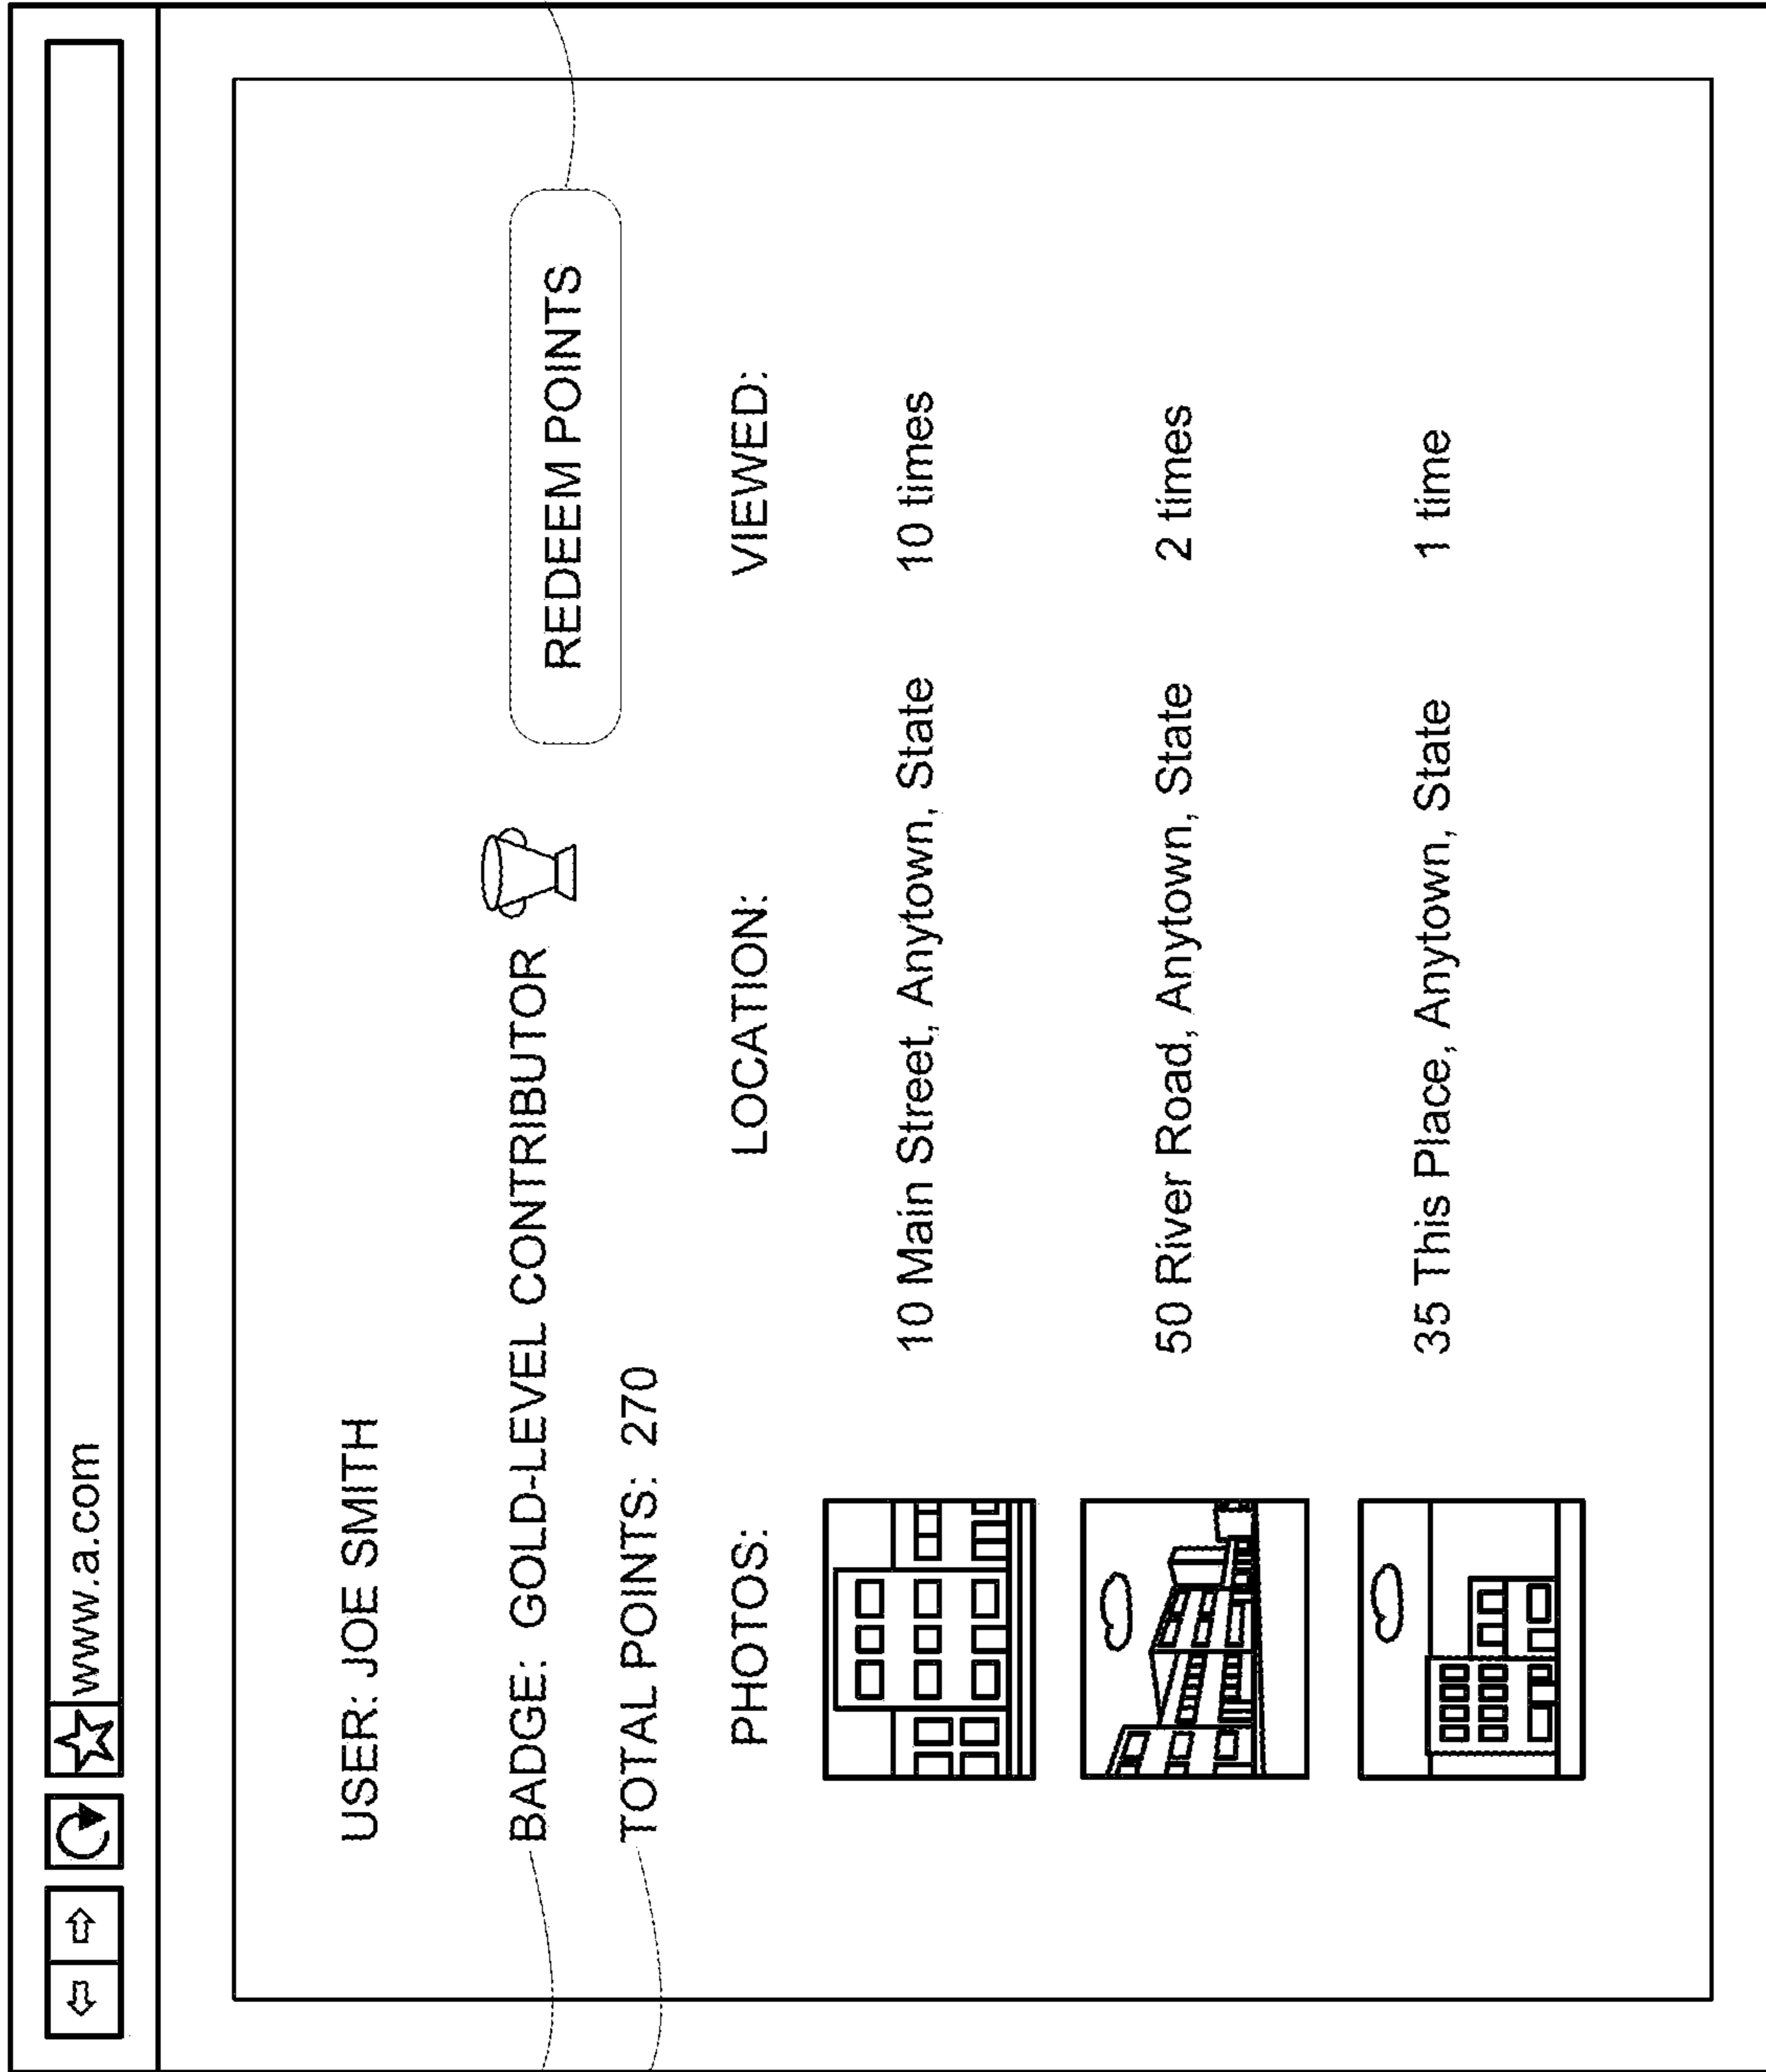 www.a.com
USER: JOE SMITH
BADGE: GOLD-LEVEL CONTRIBUTOR
REDEEM POINTS
TOTAL POINTS: 270
PHOTOS: LOCATION: VIEWED:
10 Main Street, Anytown, State 10 times
50 River Road, Anytown, State 2 times
35 This Place, Anytown, State 1 time